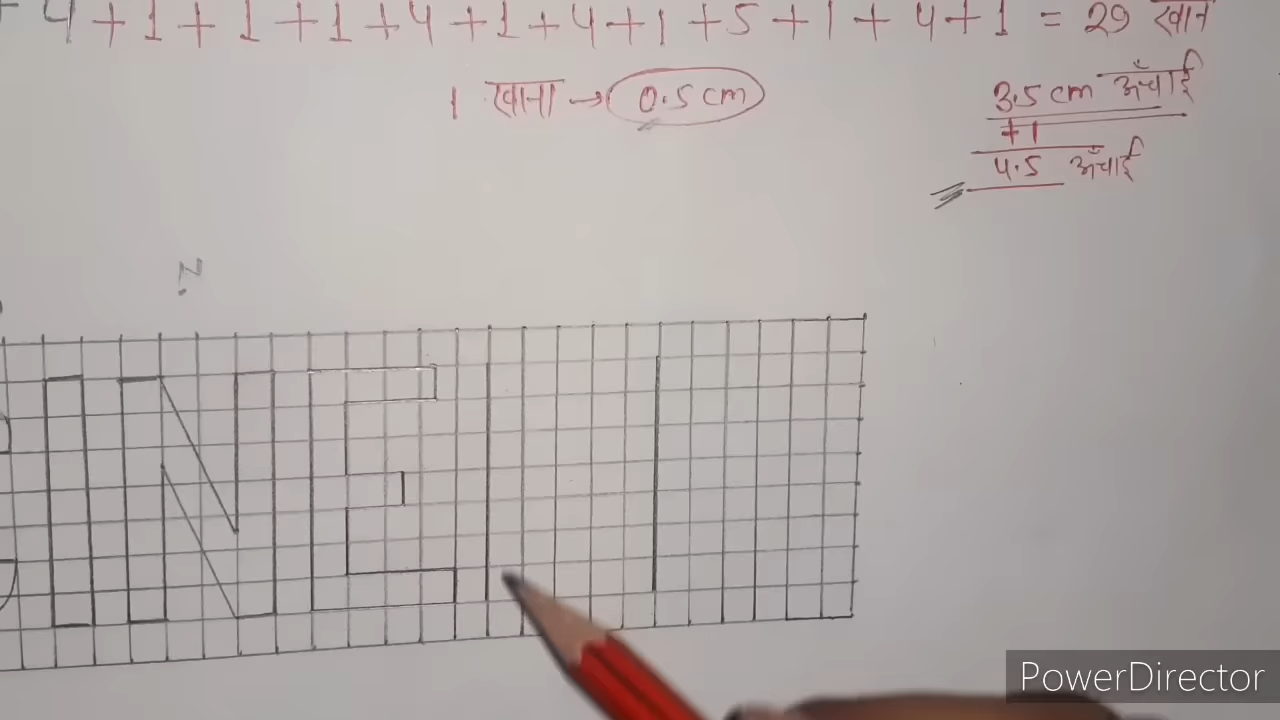 4 + 1 + 1 + 1 + 4 + 1 + 4 + 1 + 5 + 1 + 4 + 1 = 29 खाने
1 खाना → 0.5 cm
3.5 cm ऊँचाई
+ 1
4.5 ऊँचाई
2.
I N E
PowerDirector